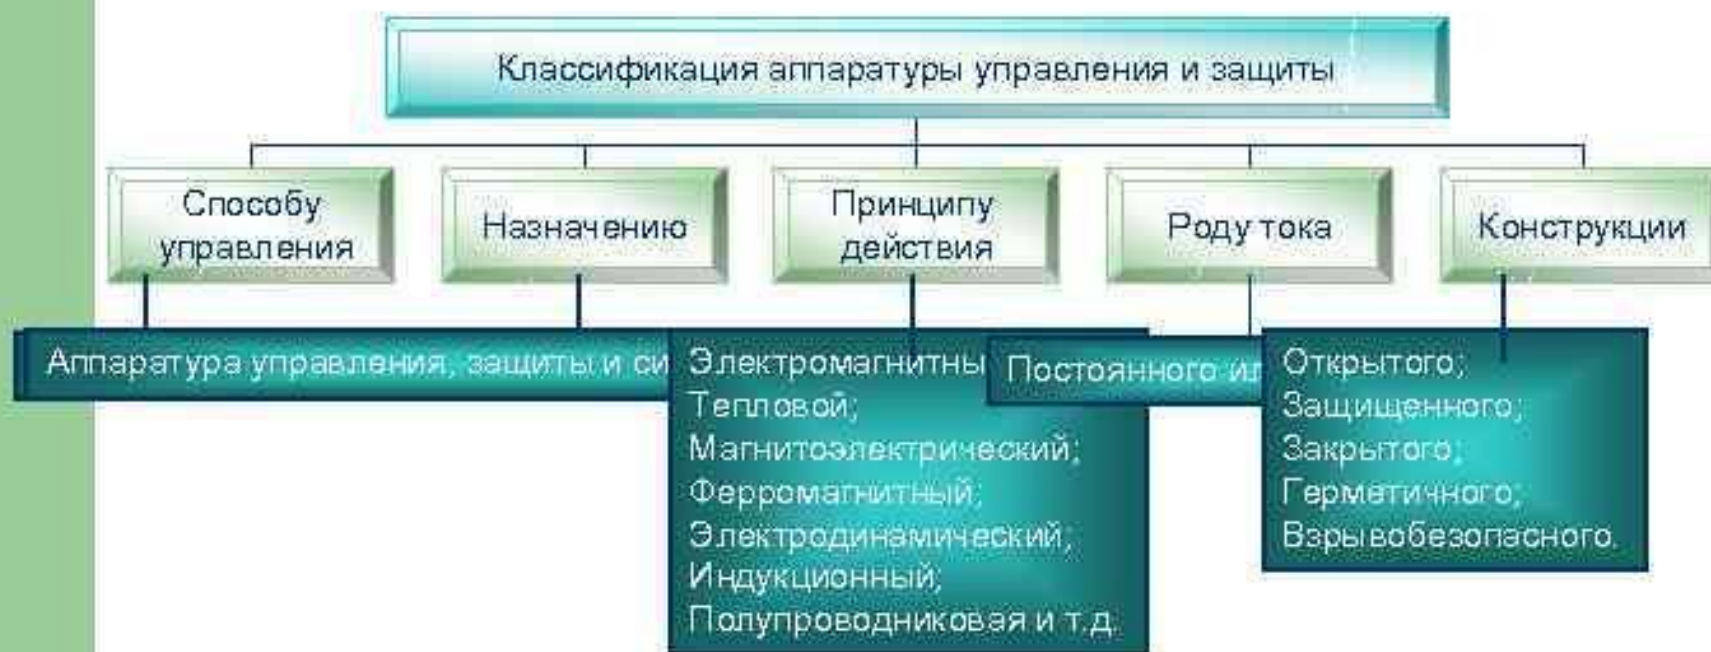 Классификация аппаратуры управления и защиты
Способу
управления
Назначению
Принципу
действия
Роду тока
Конструкции
Аппаратура управления, защиты и си
Электромагнитны
Тепловой;
Магнитоэлектрический;
Ферромагнитный;
Электродинамический;
Индукционный;
Полупроводниковая и т.д.
Постоянного ил
Открытого;
Защищенного;
Закрытого;
Герметичного;
Взрывобезопасного.